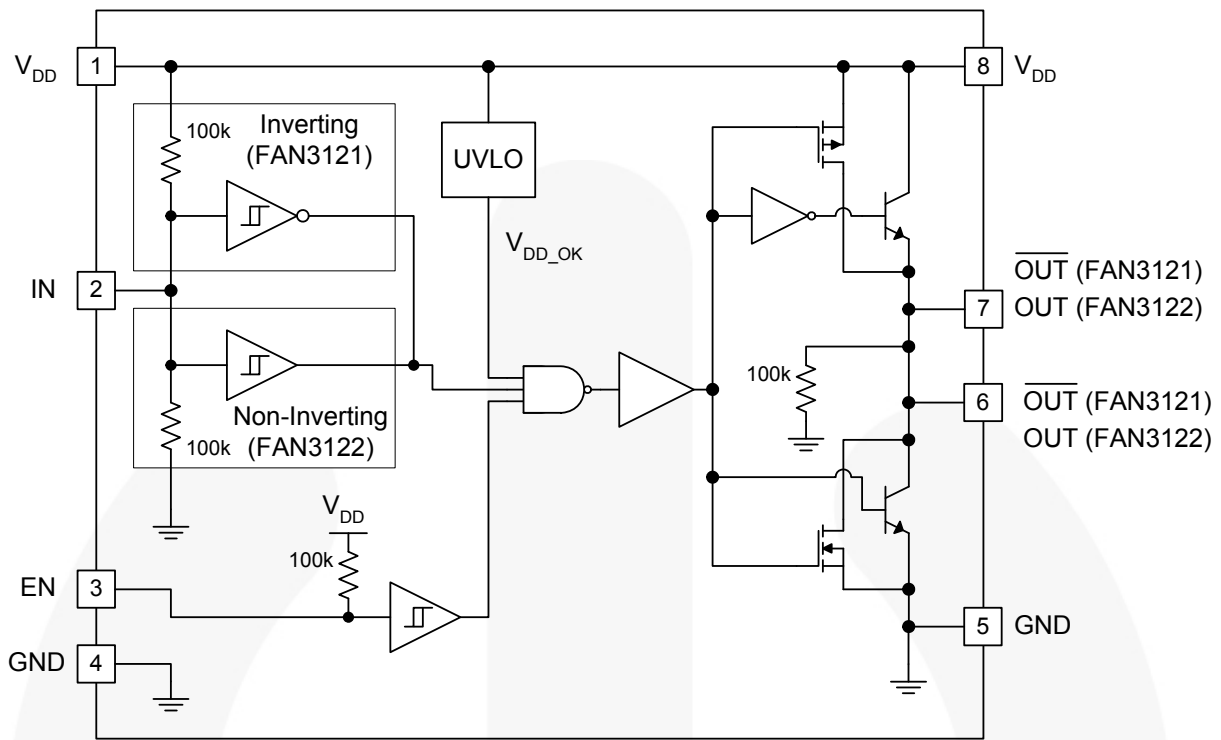 V_DD
1
8
V_DD
100k
Inverting
(FAN3121)
UVLO
V_DD_OK
IN
2
OUT (FAN3121)
7
OUT (FAN3122)
100k
Non-Inverting
(FAN3122)
100k
6
OUT (FAN3121)
OUT (FAN3122)
V_DD
100k
EN
3
5
GND
GND
4